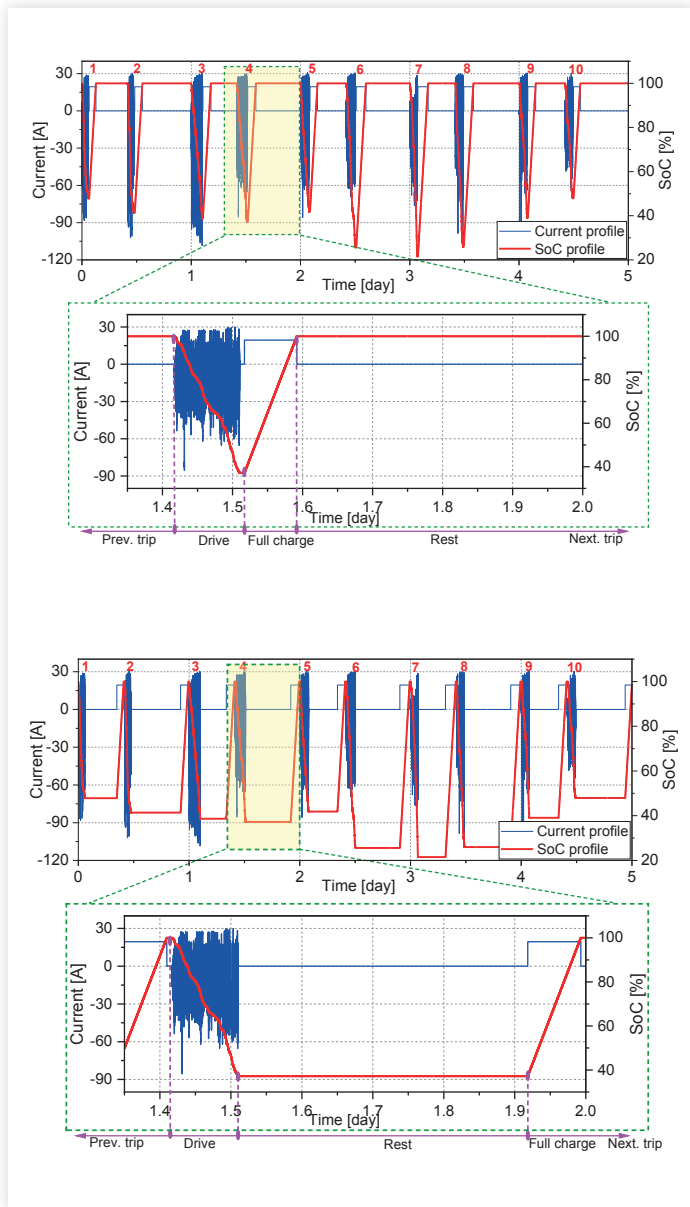 1 2 3 4 5 6 7 8 9 10
30
0
-30
-60
-90
-120
Current [A]
100
80
60
40
20
SoC [%]
Current profile
SoC profile
0 1 2 3 4 5
Time [day]
30
0
-30
-60
-90
Current [A]
100
80
60
40
SoC [%]
1.4 1.5 1.6 1.7 1.8 1.9 2.0
Time [day]
Prev. trip Drive Full charge Rest Next. trip
1 2 3 4 5 6 7 8 9 10
30
0
-30
-60
-90
-120
Current [A]
100
80
60
40
20
SoC [%]
Current profile
SoC profile
0 1 2 3 4 5
Time [day]
30
0
-30
-60
-90
Current [A]
100
80
60
40
SoC [%]
1.4 1.5 1.6 1.7 1.8 1.9 2.0
Time [day]
Prev. trip Drive Rest Full charge Next. trip